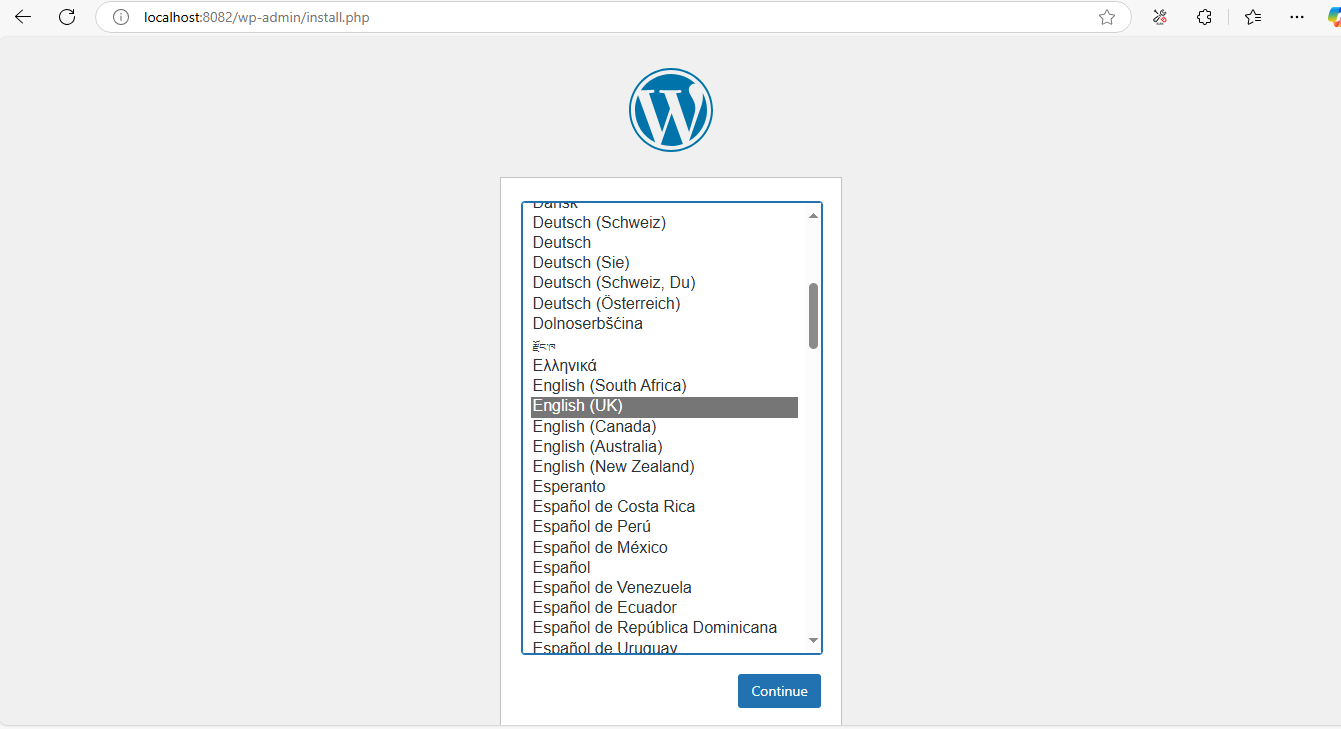 localhost:8082/wp-admin/install.php
W
Dansk
Deutsch (Schweiz)
Deutsch
Deutsch (Sie)
Deutsch (Schweiz, Du)
Deutsch (Österreich)
Dolnoserbšćina
རྫོང་ཁ
Ελληνικά
English (South Africa)
English (UK)
English (Canada)
English (Australia)
English (New Zealand)
Esperanto
Español de Costa Rica
Español de Perú
Español de México
Español
Español de Venezuela
Español de Ecuador
Español de República Dominicana
Español de Uruguay
Continue